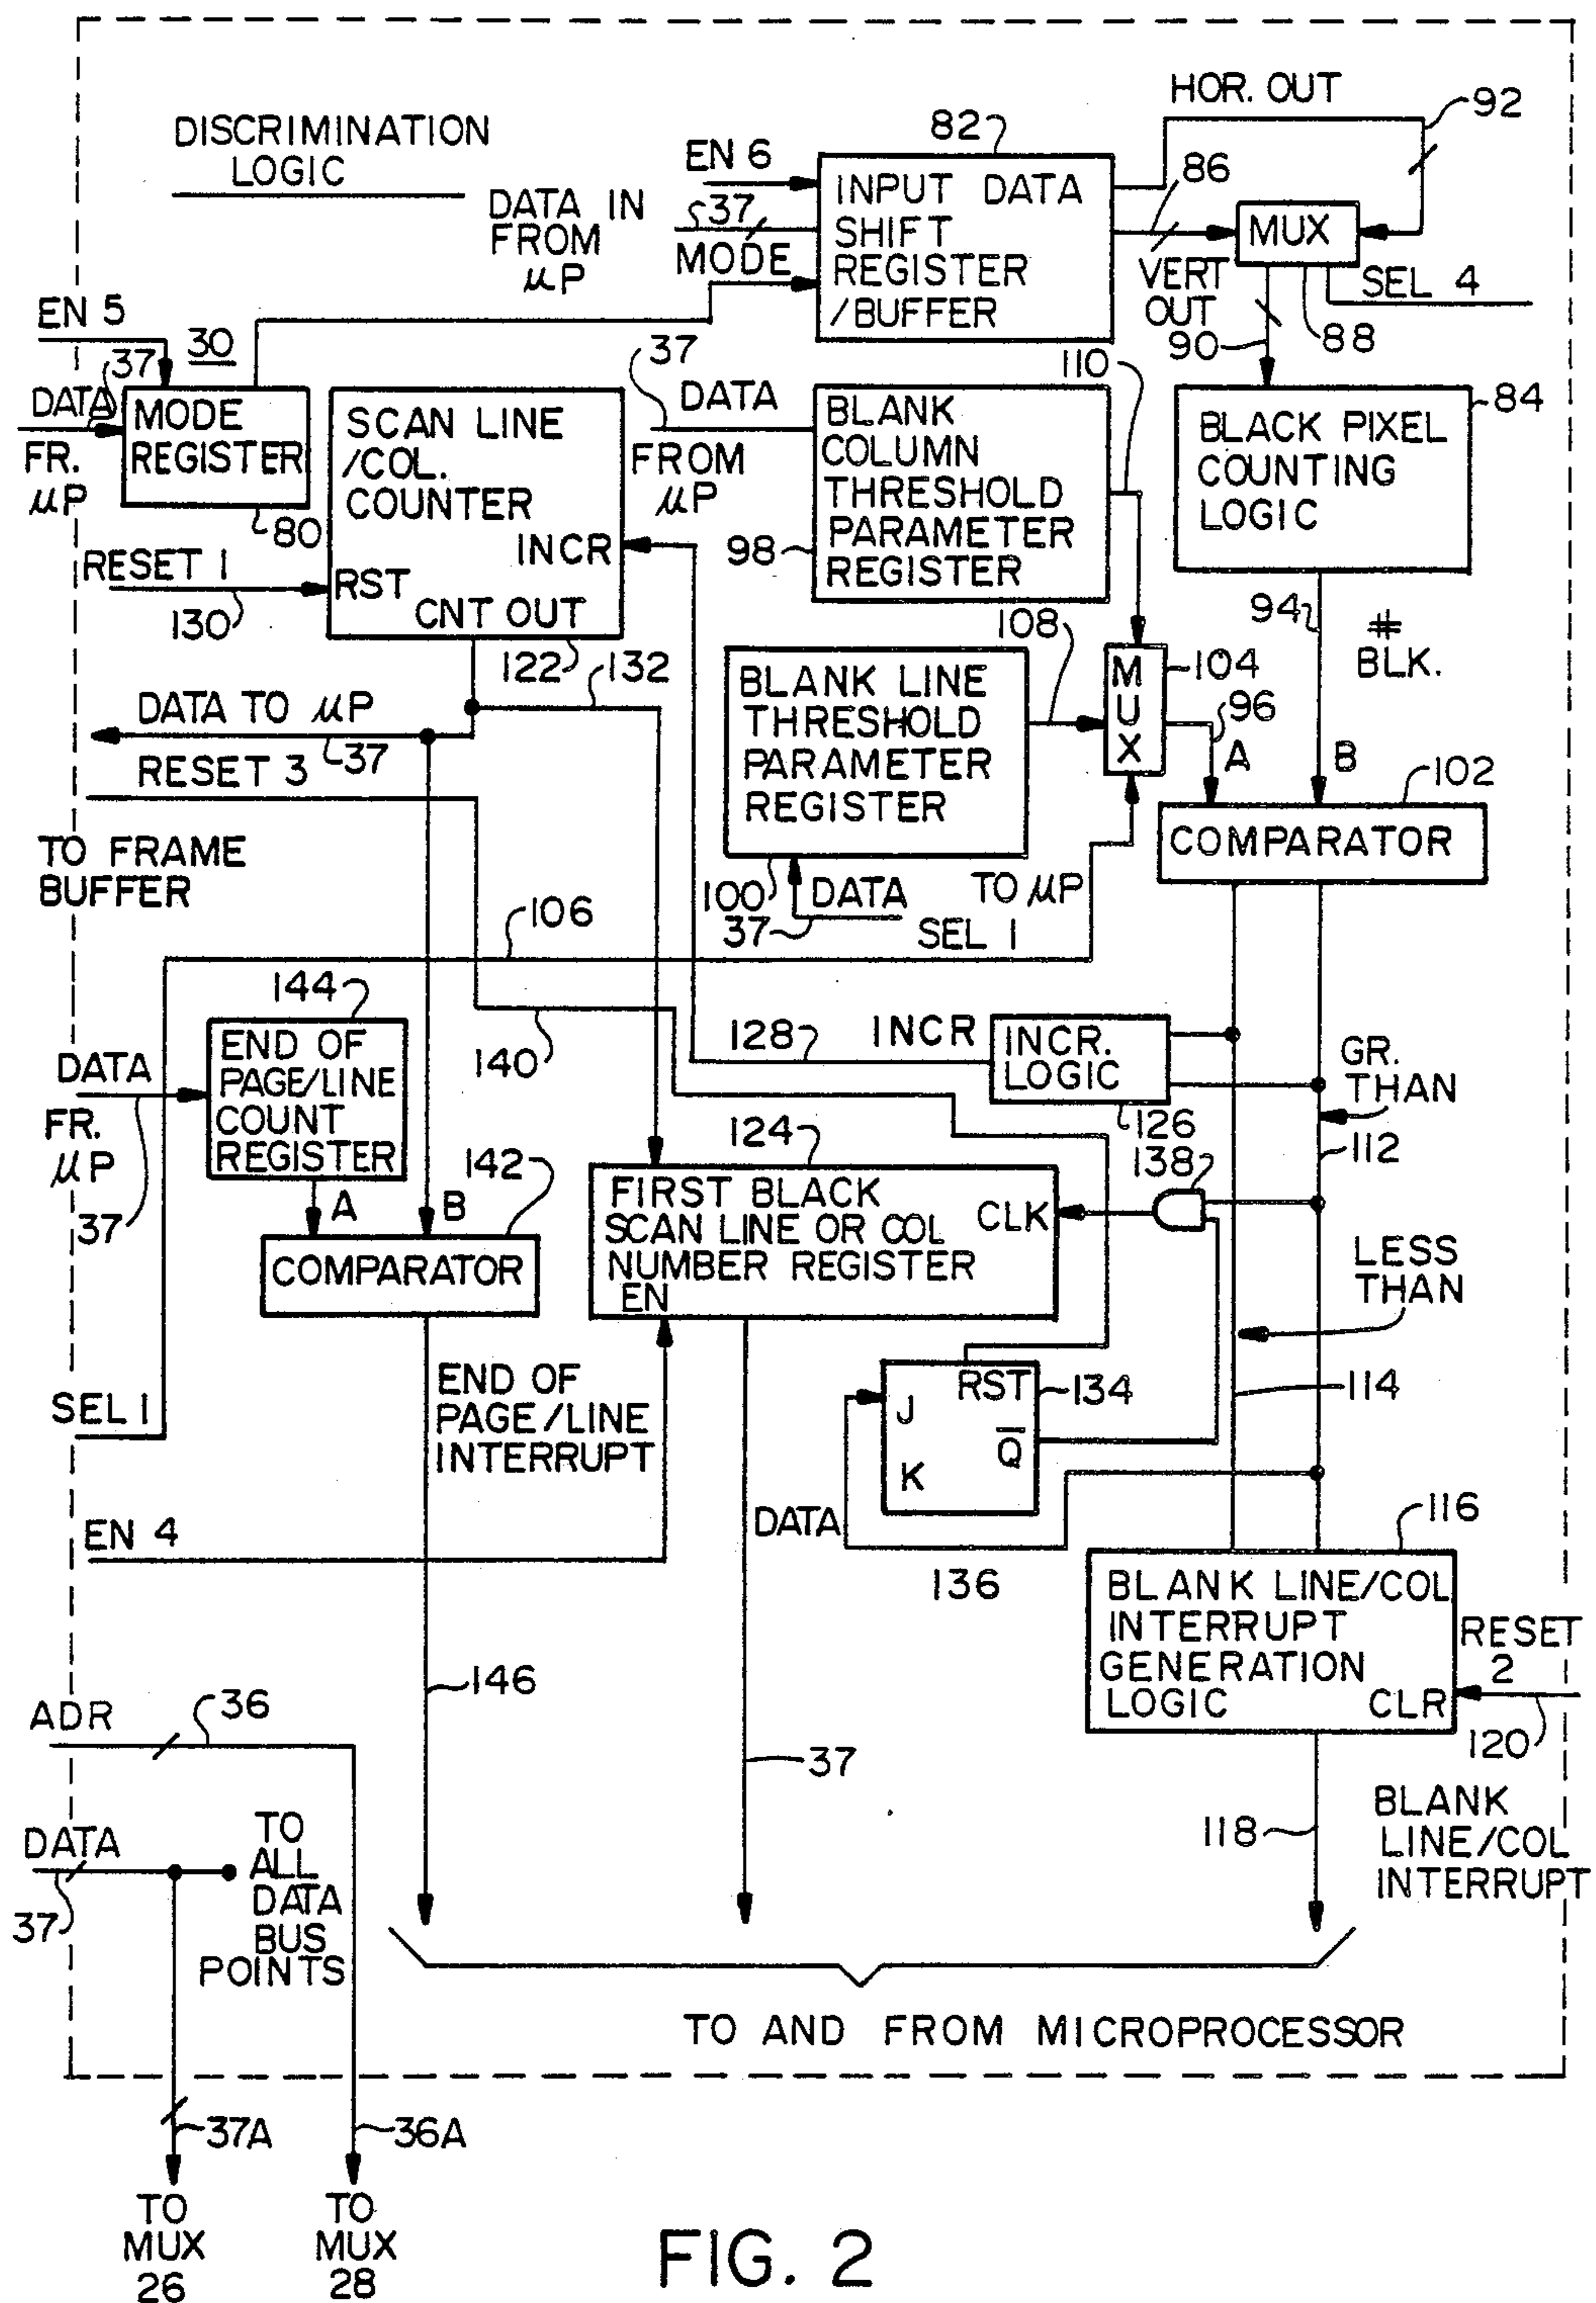 HOR. OUT
92
DISCRIMINATION
LOGIC
EN 6
82
86
DATA IN
FROM
μP
37
MODE
INPUT DATA
SHIFT
REGISTER
/BUFFER
MUX
VERT
OUT
SEL 4
90
88
EN 5
30
37
DATA
FR.
μP
MODE
REGISTER
80
SCAN LINE
/COL.
COUNTER
INCR
RST
CNT OUT
RESET 1
130
122
37
DATA
FROM
μP
BLANK
COLUMN
THRESHOLD
PARAMETER
REGISTER
98
110
BLACK PIXEL
COUNTING
LOGIC
84
94
#
BLK.
132
108
BLANK LINE
THRESHOLD
PARAMETER
REGISTER
MUX
104
96
A
B
102
COMPARATOR
DATA TO μP
37
RESET 3
TO FRAME
BUFFER
100
DATA
37
TO μP
SEL 1
106
144
END OF
PAGE/LINE
COUNT
REGISTER
DATA
FR.
μP
37
A
B
142
COMPARATOR
140
128
INCR
INCR.
LOGIC
126
GR.
THAN
112
138
124
FIRST BLACK
SCAN LINE OR COL
NUMBER REGISTER
EN
CLK
LESS
THAN
114
RST
J
K
Q̅
134
DATA
136
END OF
PAGE/LINE
INTERRUPT
SEL 1
EN 4
116
BLANK LINE/COL
INTERRUPT
GENERATION
LOGIC
CLR
RESET
2
120
146
37
118
BLANK
LINE/COL
INTERRUPT
ADR
36
DATA
37
TO
ALL
DATA
BUS
POINTS
TO AND FROM MICROPROCESSOR
37A
36A
TO
MUX
26
TO
MUX
28
FIG. 2